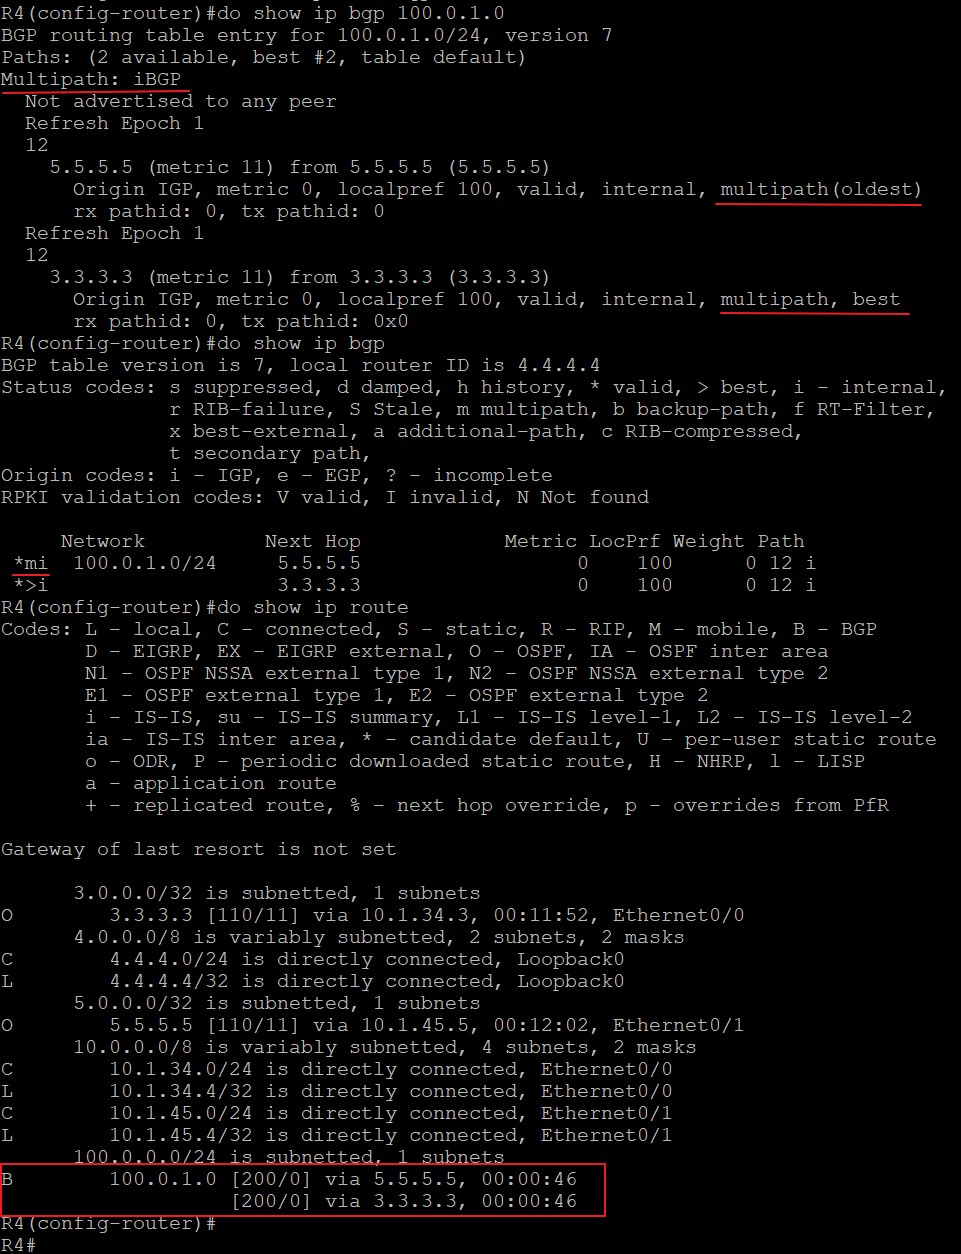 R4(config-router)#do show ip bgp 100.0.1.0
BGP routing table entry for 100.0.1.0/24, version 7
Paths: (2 available, best #2, table default)
Multipath: iBGP
  Not advertised to any peer
  Refresh Epoch 1
  12
    5.5.5.5 (metric 11) from 5.5.5.5 (5.5.5.5)
      Origin IGP, metric 0, localpref 100, valid, internal, multipath(oldest)
      rx pathid: 0, tx pathid: 0
  Refresh Epoch 1
  12
    3.3.3.3 (metric 11) from 3.3.3.3 (3.3.3.3)
      Origin IGP, metric 0, localpref 100, valid, internal, multipath, best
      rx pathid: 0, tx pathid: 0x0
R4(config-router)#do show ip bgp
BGP table version is 7, local router ID is 4.4.4.4
Status codes: s suppressed, d damped, h history, * valid, > best, i - internal,
              r RIB-failure, S Stale, m multipath, b backup-path, f RT-Filter,
              x best-external, a additional-path, c RIB-compressed,
              t secondary path,
Origin codes: i - IGP, e - EGP, ? - incomplete
RPKI validation codes: V valid, I invalid, N Not found

     Network          Next Hop            Metric LocPrf Weight Path
 *mi  100.0.1.0/24     5.5.5.5                  0    100      0 12 i
 *>i                   3.3.3.3                  0    100      0 12 i
R4(config-router)#do show ip route
Codes: L - local, C - connected, S - static, R - RIP, M - mobile, B - BGP
       D - EIGRP, EX - EIGRP external, O - OSPF, IA - OSPF inter area
       N1 - OSPF NSSA external type 1, N2 - OSPF NSSA external type 2
       E1 - OSPF external type 1, E2 - OSPF external type 2
       i - IS-IS, su - IS-IS summary, L1 - IS-IS level-1, L2 - IS-IS level-2
       ia - IS-IS inter area, * - candidate default, U - per-user static route
       o - ODR, P - periodic downloaded static route, H - NHRP, l - LISP
       a - application route
       + - replicated route, % - next hop override, p - overrides from PfR

Gateway of last resort is not set

      3.0.0.0/32 is subnetted, 1 subnets
O        3.3.3.3 [110/11] via 10.1.34.3, 00:11:52, Ethernet0/0
      4.0.0.0/8 is variably subnetted, 2 subnets, 2 masks
C        4.4.4.0/24 is directly connected, Loopback0
L        4.4.4.4/32 is directly connected, Loopback0
      5.0.0.0/32 is subnetted, 1 subnets
O        5.5.5.5 [110/11] via 10.1.45.5, 00:12:02, Ethernet0/1
      10.0.0.0/8 is variably subnetted, 4 subnets, 2 masks
C        10.1.34.0/24 is directly connected, Ethernet0/0
L        10.1.34.4/32 is directly connected, Ethernet0/0
C        10.1.45.0/24 is directly connected, Ethernet0/1
L        10.1.45.4/32 is directly connected, Ethernet0/1
      100.0.0.0/24 is subnetted, 1 subnets
B        100.0.1.0 [200/0] via 5.5.5.5, 00:00:46
                   [200/0] via 3.3.3.3, 00:00:46
R4(config-router)#
R4#